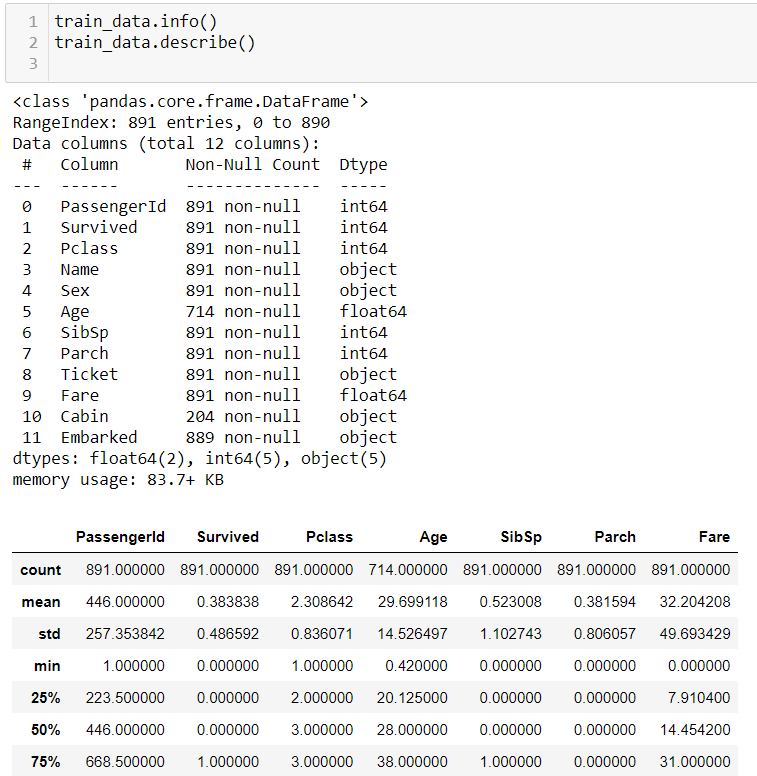 1 train_data.info()
2 train_data.describe()
3
<class 'pandas.core.frame.DataFrame'>
RangeIndex: 891 entries, 0 to 890
Data columns (total 12 columns):
 #   Column       Non-Null Count  Dtype
---  ------       --------------  -----
 0   PassengerId  891 non-null    int64
 1   Survived     891 non-null    int64
 2   Pclass       891 non-null    int64
 3   Name         891 non-null    object
 4   Sex          891 non-null    object
 5   Age          714 non-null    float64
 6   SibSp        891 non-null    int64
 7   Parch        891 non-null    int64
 8   Ticket       891 non-null    object
 9   Fare         891 non-null    float64
 10  Cabin        204 non-null    object
 11  Embarked     889 non-null    object
dtypes: float64(2), int64(5), object(5)
memory usage: 83.7+ KB
PassengerId Survived Pclass Age SibSp Parch Fare
count 891.000000 891.000000 891.000000 714.000000 891.000000 891.000000 891.000000
mean 446.000000 0.383838 2.308642 29.699118 0.523008 0.381594 32.204208
std 257.353842 0.486592 0.836071 14.526497 1.102743 0.806057 49.693429
min 1.000000 0.000000 1.000000 0.420000 0.000000 0.000000 0.000000
25% 223.500000 0.000000 2.000000 20.125000 0.000000 0.000000 7.910400
50% 446.000000 0.000000 3.000000 28.000000 0.000000 0.000000 14.454200
75% 668.500000 1.000000 3.000000 38.000000 1.000000 0.000000 31.000000